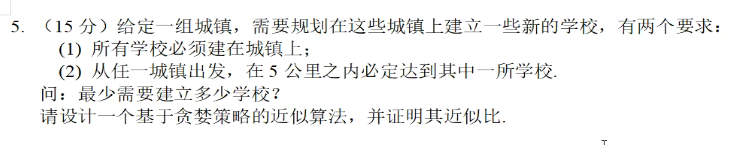 5. （15 分）给定一组城镇，需要规划在这些城镇上建立一些新的学校，有两个要求：
(1) 所有学校必须建在城镇上；
(2) 从任一城镇出发，在 5 公里之内必定达到其中一所学校.
问：最少需要建立多少学校？
请设计一个基于贪婪策略的近似算法，并证明其近似比.